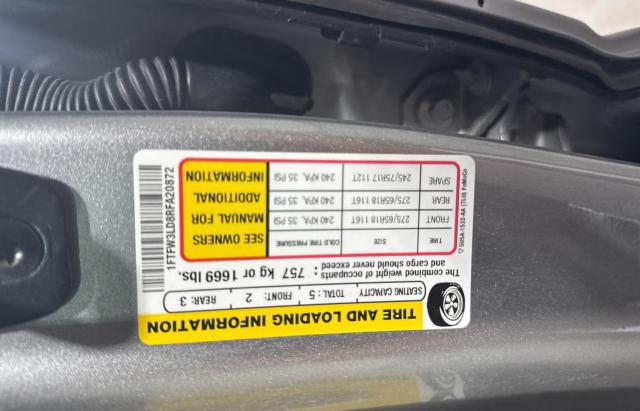 TIRE AND LOADING INFORMATION
SEATING CAPACITY TOTAL : 5 FRONT: 2 REAR: 3
The combined weight of occupants
and cargo should never exceed : 757 kg or 1669 lbs.
TIRE SIZE COLD TIRE PRESSURE
FRONT 275/65R18 116T 240 KPA, 35 PSI
REAR 275/65R18 116T 240 KPA, 35 PSI
SPARE 245/75R17 112T 240 KPA, 35 PSI
SEE OWNERS
MANUAL FOR
ADDITIONAL
INFORMATION
1FTFW3LD8RFA20872